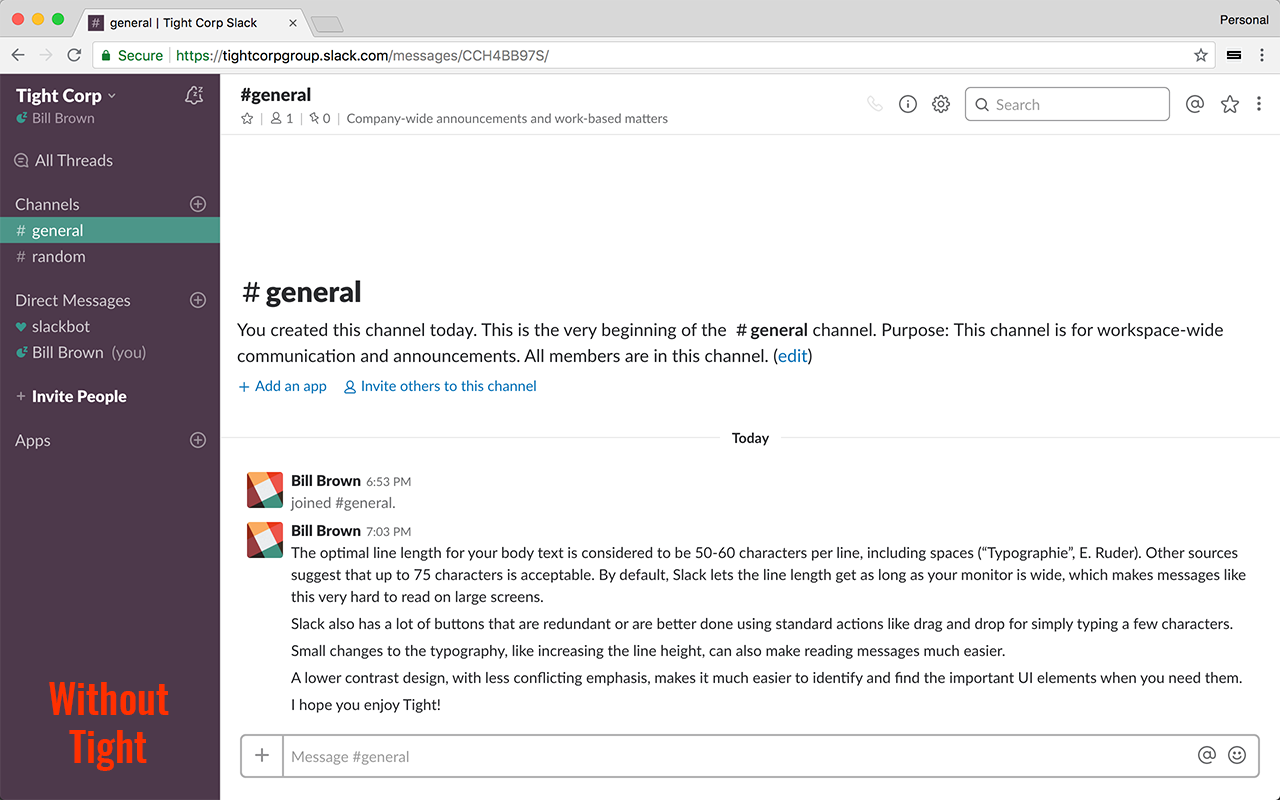 # general | Tight Corp Slack ×
Personal
Secure https://tightcorpgroup.slack.com/messages/CCH4BB97S/
Tight Corp
Bill Brown
All Threads
Channels
# general
# random
Direct Messages
slackbot
Bill Brown (you)
+ Invite People
Apps
Without
Tight
#general
1 | 0 | Company-wide announcements and work-based matters
Search
# general
You created this channel today. This is the very beginning of the # general channel. Purpose: This channel is for workspace-wide
communication and announcements. All members are in this channel. (edit)
+ Add an app Invite others to this channel
Today
Bill Brown 6:53 PM
joined #general.
Bill Brown 7:03 PM
The optimal line length for your body text is considered to be 50-60 characters per line, including spaces (“Typographie”, E. Ruder). Other sources
suggest that up to 75 characters is acceptable. By default, Slack lets the line length get as long as your monitor is wide, which makes messages like
this very hard to read on large screens.
Slack also has a lot of buttons that are redundant or are better done using standard actions like drag and drop for simply typing a few characters.
Small changes to the typography, like increasing the line height, can also make reading messages much easier.
A lower contrast design, with less conflicting emphasis, makes it much easier to identify and find the important UI elements when you need them.
I hope you enjoy Tight!
+ Message #general @